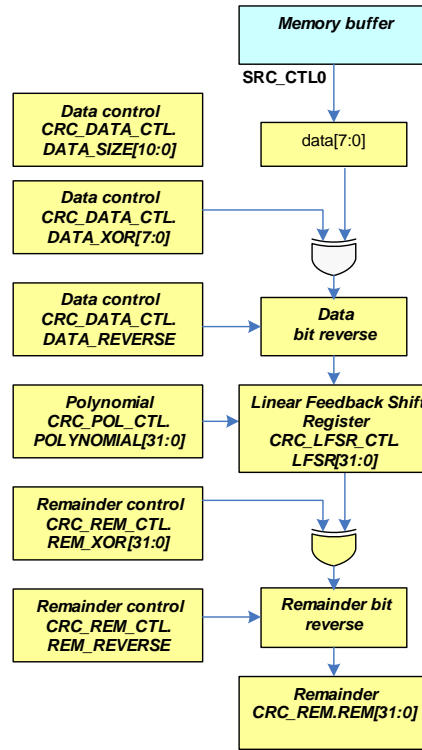 Memory buffer
SRC_CTL0
Data control
CRC_DATA_CTL.
DATA_SIZE[10:0]
data[7:0]
Data control
CRC_DATA_CTL.
DATA_XOR[7:0]
Data control
CRC_DATA_CTL.
DATA_REVERSE
Data
bit reverse
Polynomial
CRC_POL_CTL.
POLYNOMIAL[31:0]
Linear Feedback Shift
Register
CRC_LFSR_CTL.
LFSR[31:0]
Remainder control
CRC_REM_CTL.
REM_XOR[31:0]
Remainder control
CRC_REM_CTL.
REM_REVERSE
Remainder bit
reverse
Remainder
CRC_REM.REM[31:0]